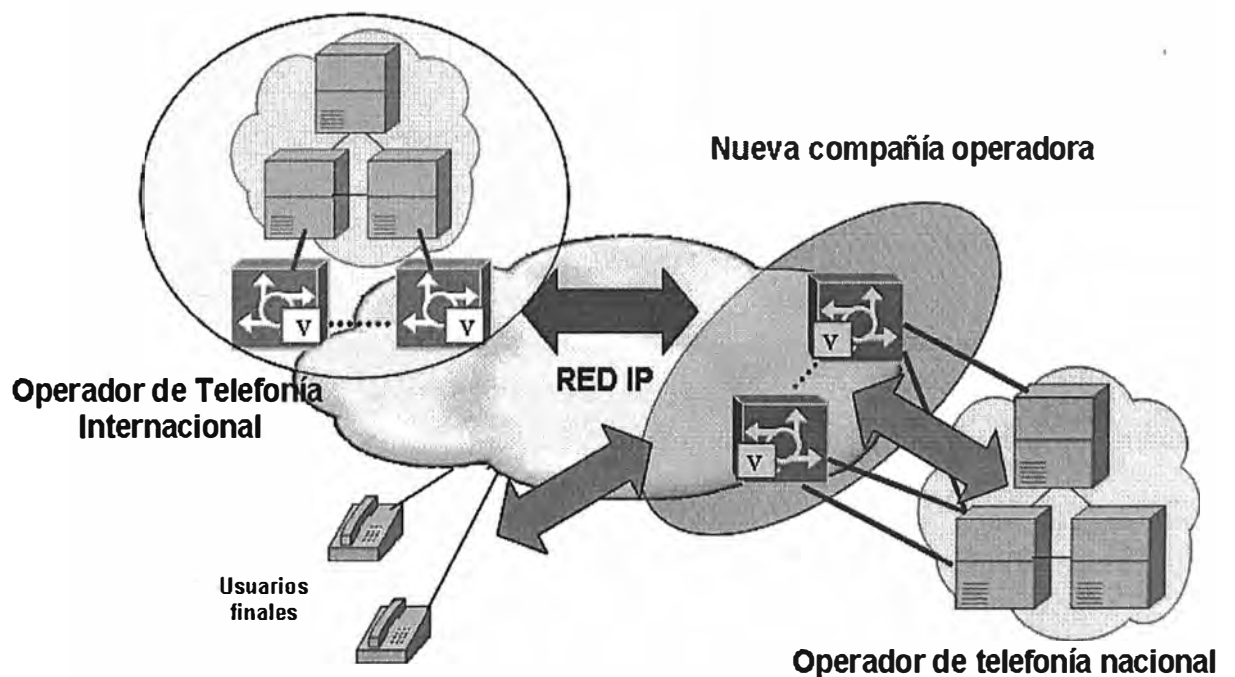 Nueva compañía operadora
V
V
V
RED IP
Operador de Telefonía
Internacional
V
Usuarios
finales
Operador de telefonía nacional